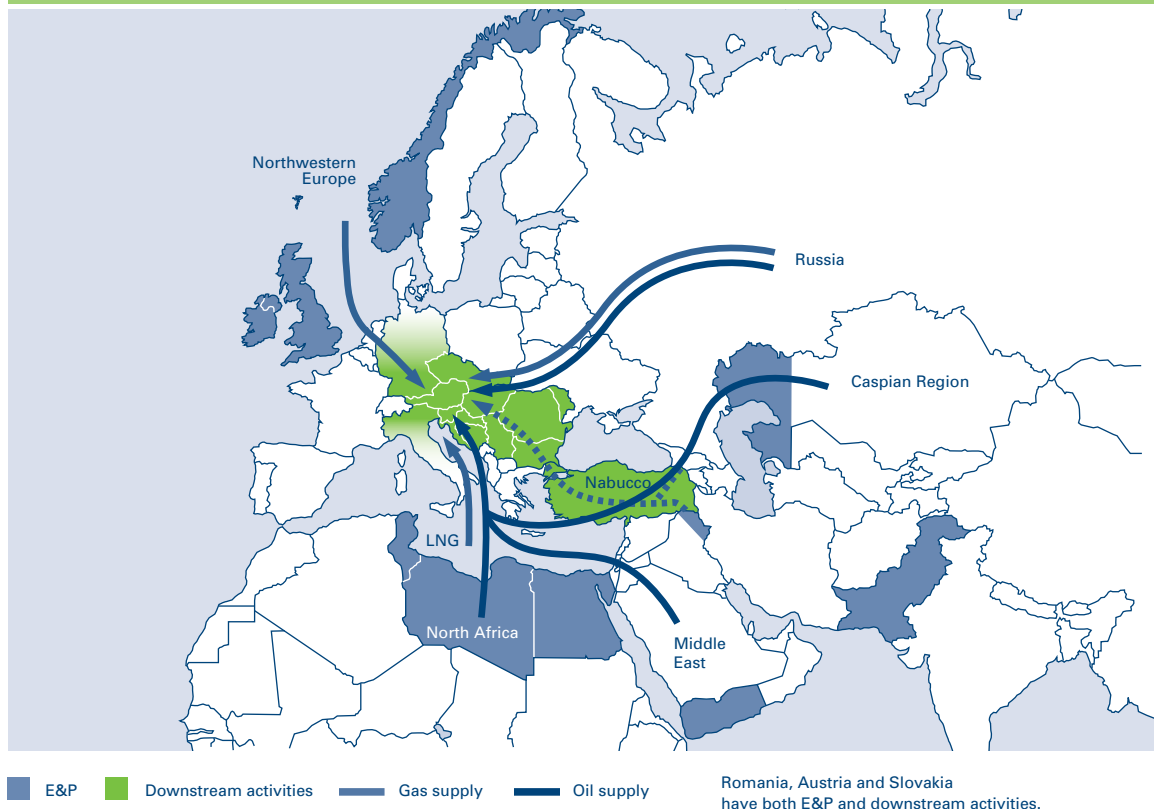 Northwestern
Europe
Russia
Caspian Region
Nabucco
LNG
North Africa
Middle
East
E&P
Downstream activities
Gas supply
Oil supply
Romania, Austria and Slovakia
have both E&P and downstream activities.